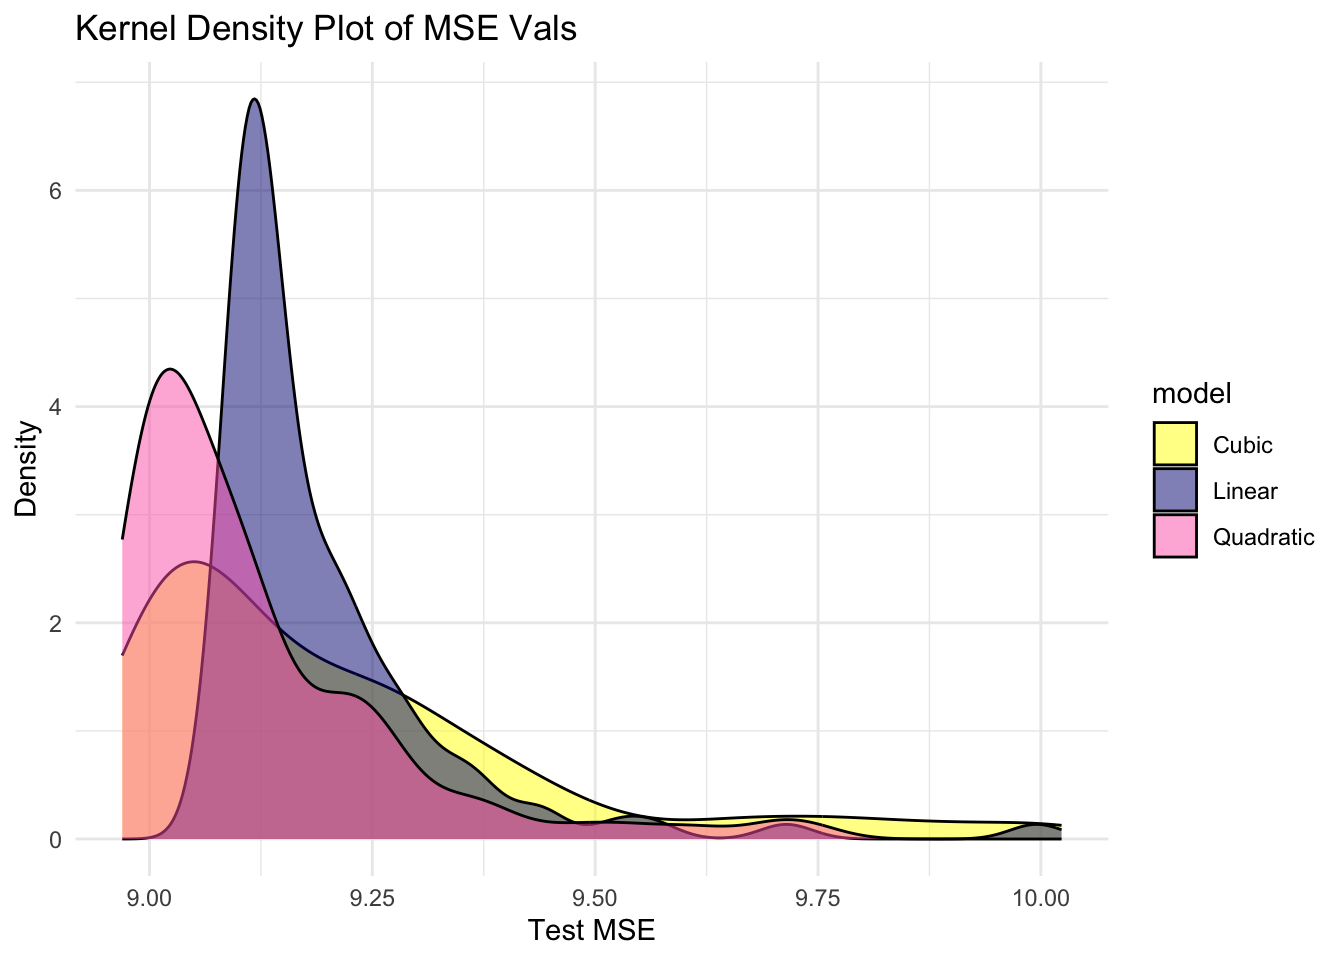 Kernel Density Plot of MSE Vals
Density
6
4
2
0
9.00
9.25
9.50
9.75
10.00
Test MSE
model
Cubic
Linear
Quadratic